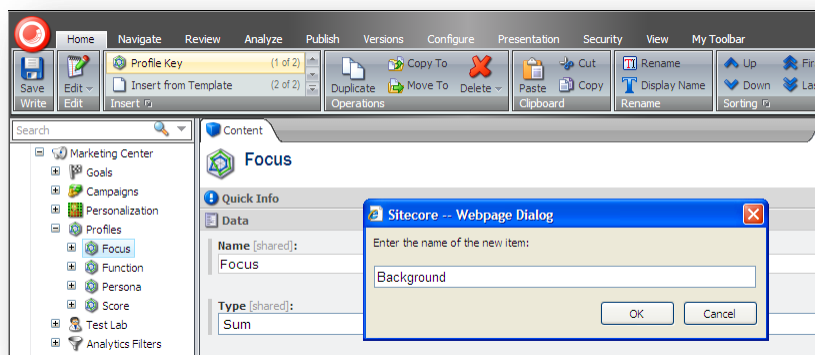 Home Navigate Review Analyze Publish Versions Configure Presentation Security View My Toolbar
Profile Key (1 of 2) Copy To Cut Rename Up Fir
Save Edit Insert from Template (2 of 2) Duplicate Move To Delete Paste Copy Display Name Down Las
Write Edit Insert Operations Clipboard Rename Sorting
Search Content
Marketing Center
Goals
Campaigns
Personalization
Profiles
Focus
Function
Persona
Score
Test Lab
Analytics Filters
Focus
Quick Info
Data
Name [shared]:
Focus
Type [shared]:
Sum
Sitecore -- Webpage Dialog
Enter the name of the new item:
Background
OK Cancel